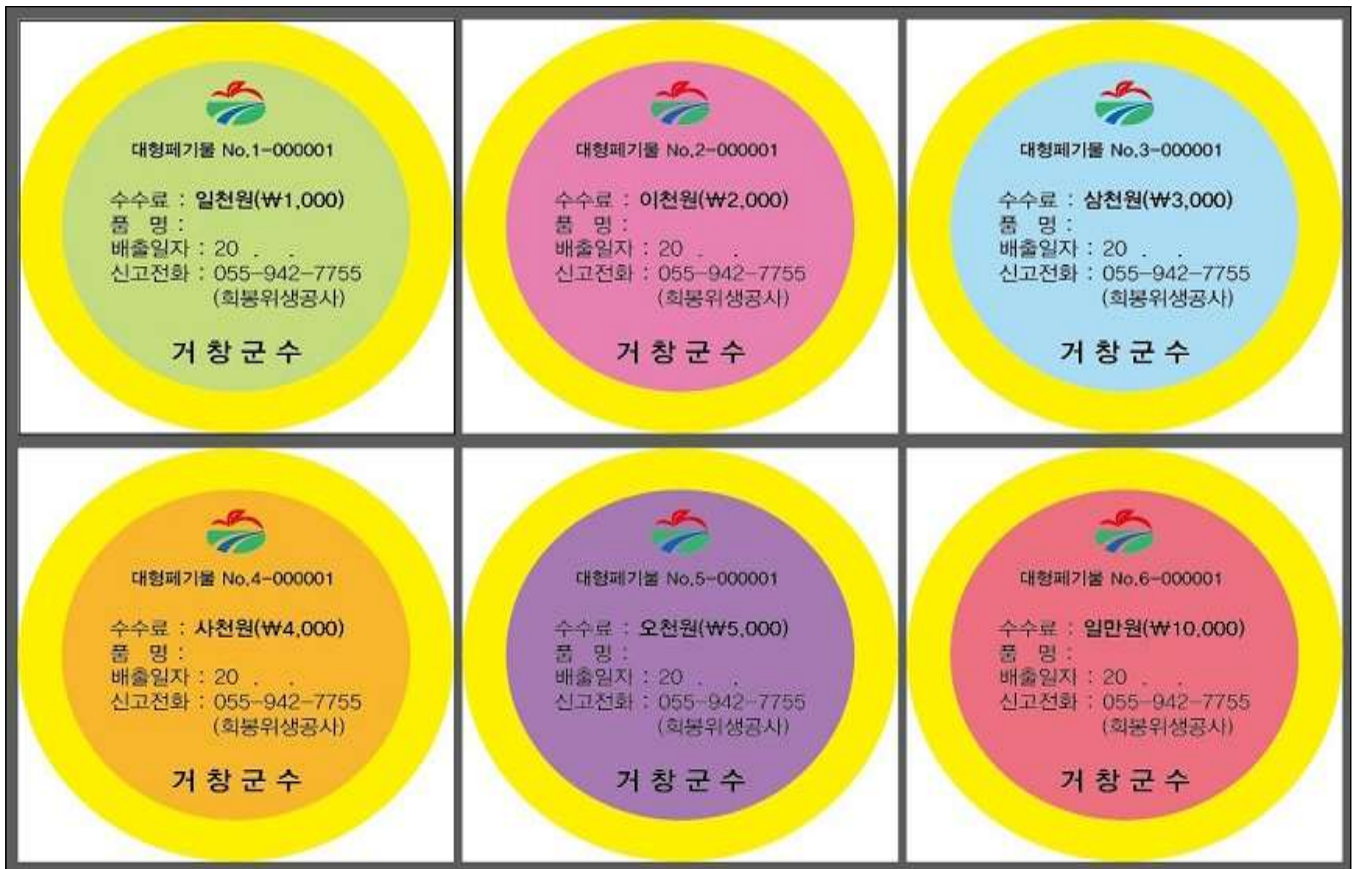 대형폐기물 No.1-000001
수수료 : 일천원(₩1,000)
품 명 :
배출일자 : 20 . .
신고전화 : 055-942-7755
(희봉위생공사)
거창군수
대형폐기물 No.2-000001
수수료 : 이천원(₩2,000)
품 명 :
배출일자 : 20 . .
신고전화 : 055-942-7755
(희봉위생공사)
거창군수
대형폐기물 No.3-000001
수수료 : 삼천원(₩3,000)
품 명 :
배출일자 : 20 . .
신고전화 : 055-942-7755
(희봉위생공사)
거창군수
대형폐기물 No.4-000001
수수료 : 사천원(₩4,000)
품 명 :
배출일자 : 20 . .
신고전화 : 055-942-7755
(희봉위생공사)
거창군수
대형폐기물 No.5-000001
수수료 : 오천원(₩5,000)
품 명 :
배출일자 : 20 . .
신고전화 : 055-942-7755
(희봉위생공사)
거창군수
대형폐기물 No.6-000001
수수료 : 일만원(₩10,000)
품 명 :
배출일자 : 20 . .
신고전화 : 055-942-7755
(희봉위생공사)
거창군수